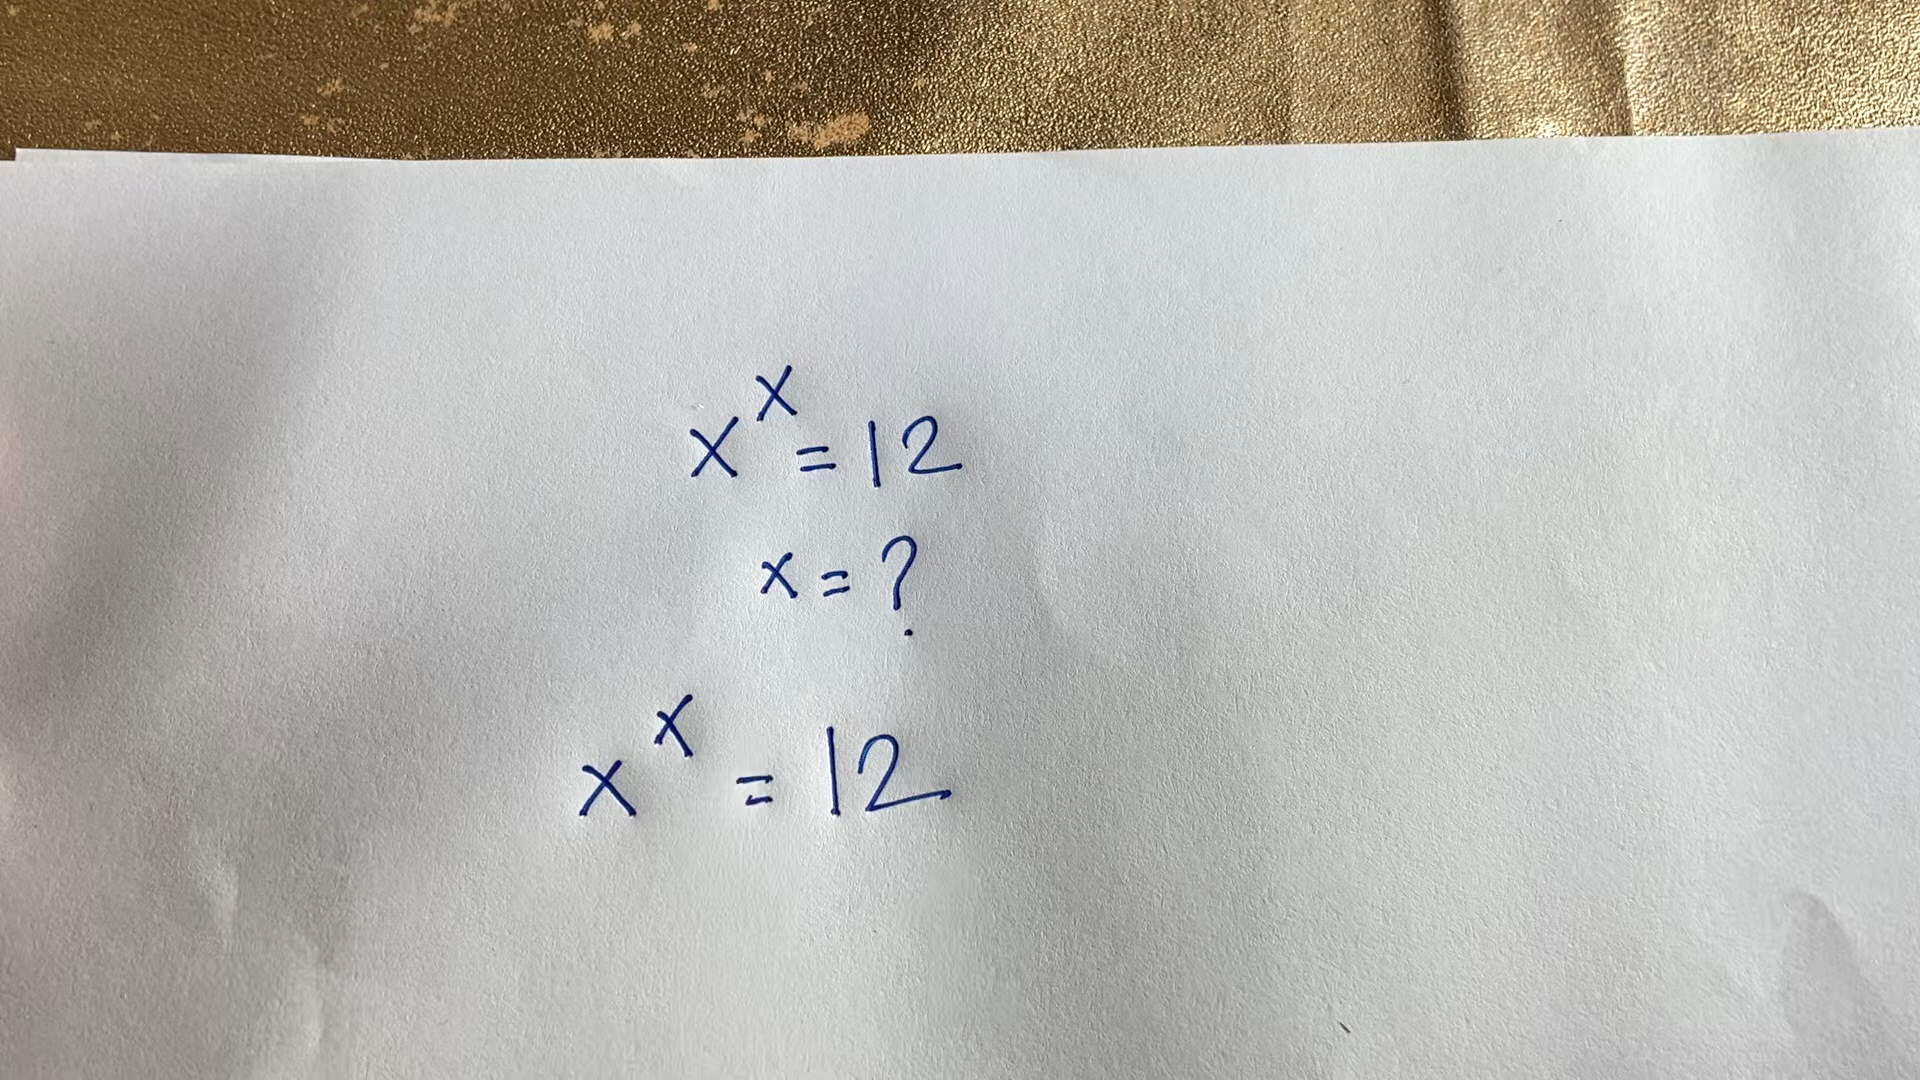 x^x = 12
x = ?
x^x = 12